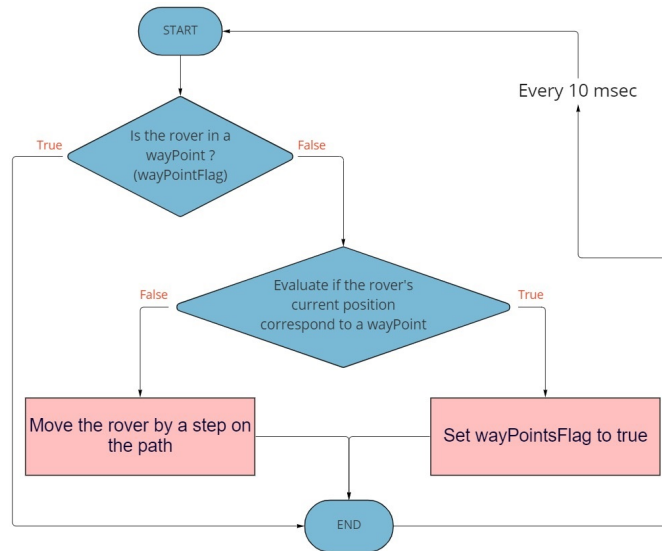 START
Every 10 msec
Is the rover in a
wayPoint ?
(wayPointFlag)
True
False
Evaluate if the rover's
current position
correspond to a wayPoint
False
True
Move the rover by a step on
the path
Set wayPointsFlag to true
END